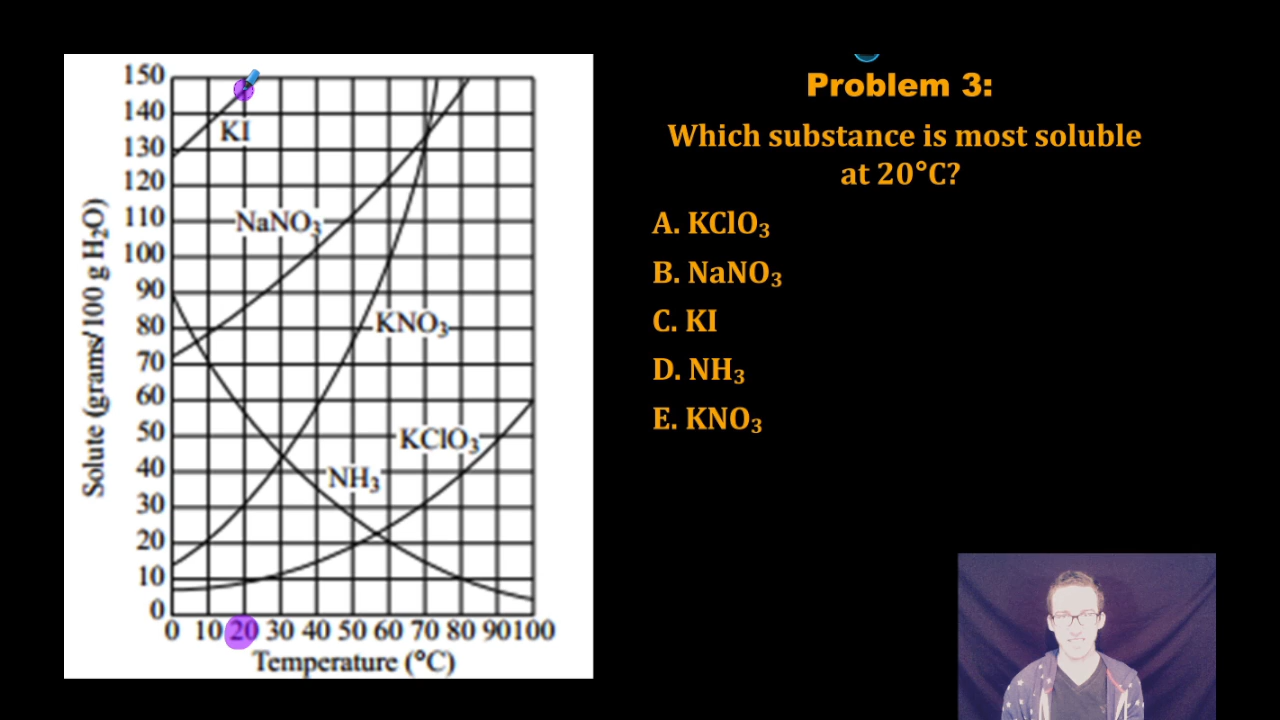 150
140
130
120
110
100
90
80
70
60
50
40
30
20
10
0
0 10 20 30 40 50 60 70 80 90 100
Solute (grams/100 g H₂O)
Temperature (°C)
KI
NaNO₃
KNO₃
KClO₃
NH₃
Problem 3:
Which substance is most soluble
at 20°C?
A. KClO₃
B. NaNO₃
C. KI
D. NH₃
E. KNO₃